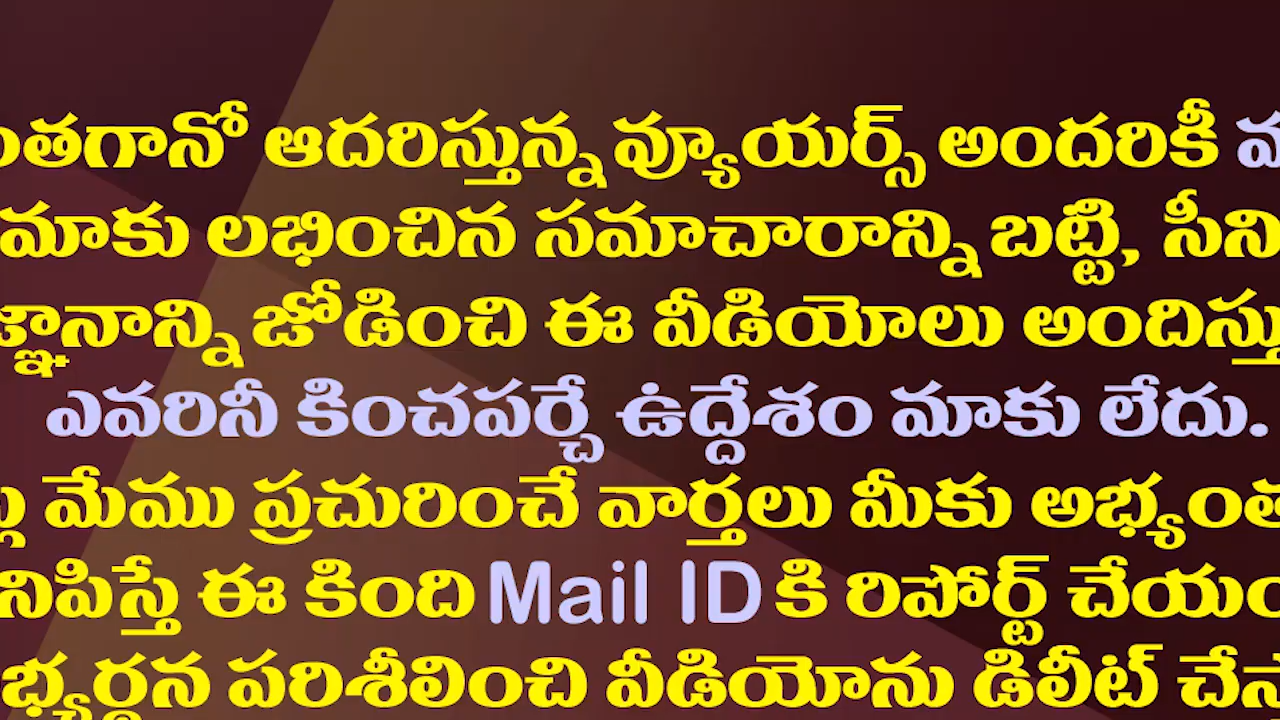 ంతగానో ఆదరిస్తున్న వ్యూయర్స్ అందరికీ
మాకు లభించిన సమాచారాన్ని బట్టి, సీని
జ్ఞానాన్ని జోడించి ఈ వీడియోలు అందిస్తు
ఎవరినీ కించపర్చే ఉద్దేశం మాకు లేదు.
మేము ప్రచురించే వార్తలు మీకు అభ్యంత
నిపిస్తే ఈ కింది Mail ID కి రిపోర్ట్ చేయం
భ్యర్థన పరిశీలించి వీడియోను డిలీట్ చేస